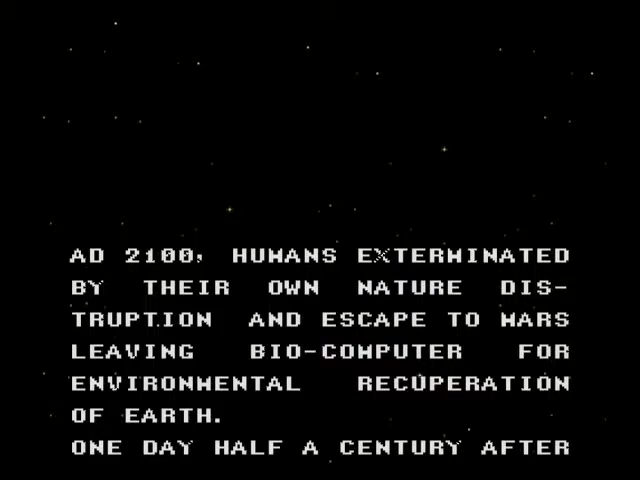 AD 2100, HUMANS EXTERMINATED
BY THEIR OWN NATURE DIS-
TRUPTION AND ESCAPE TO MARS
LEAVING BIO-COMPUTER FOR
ENVIRONMENTAL RECUPERATION
OF EARTH.
ONE DAY HALF A CENTURY AFTER